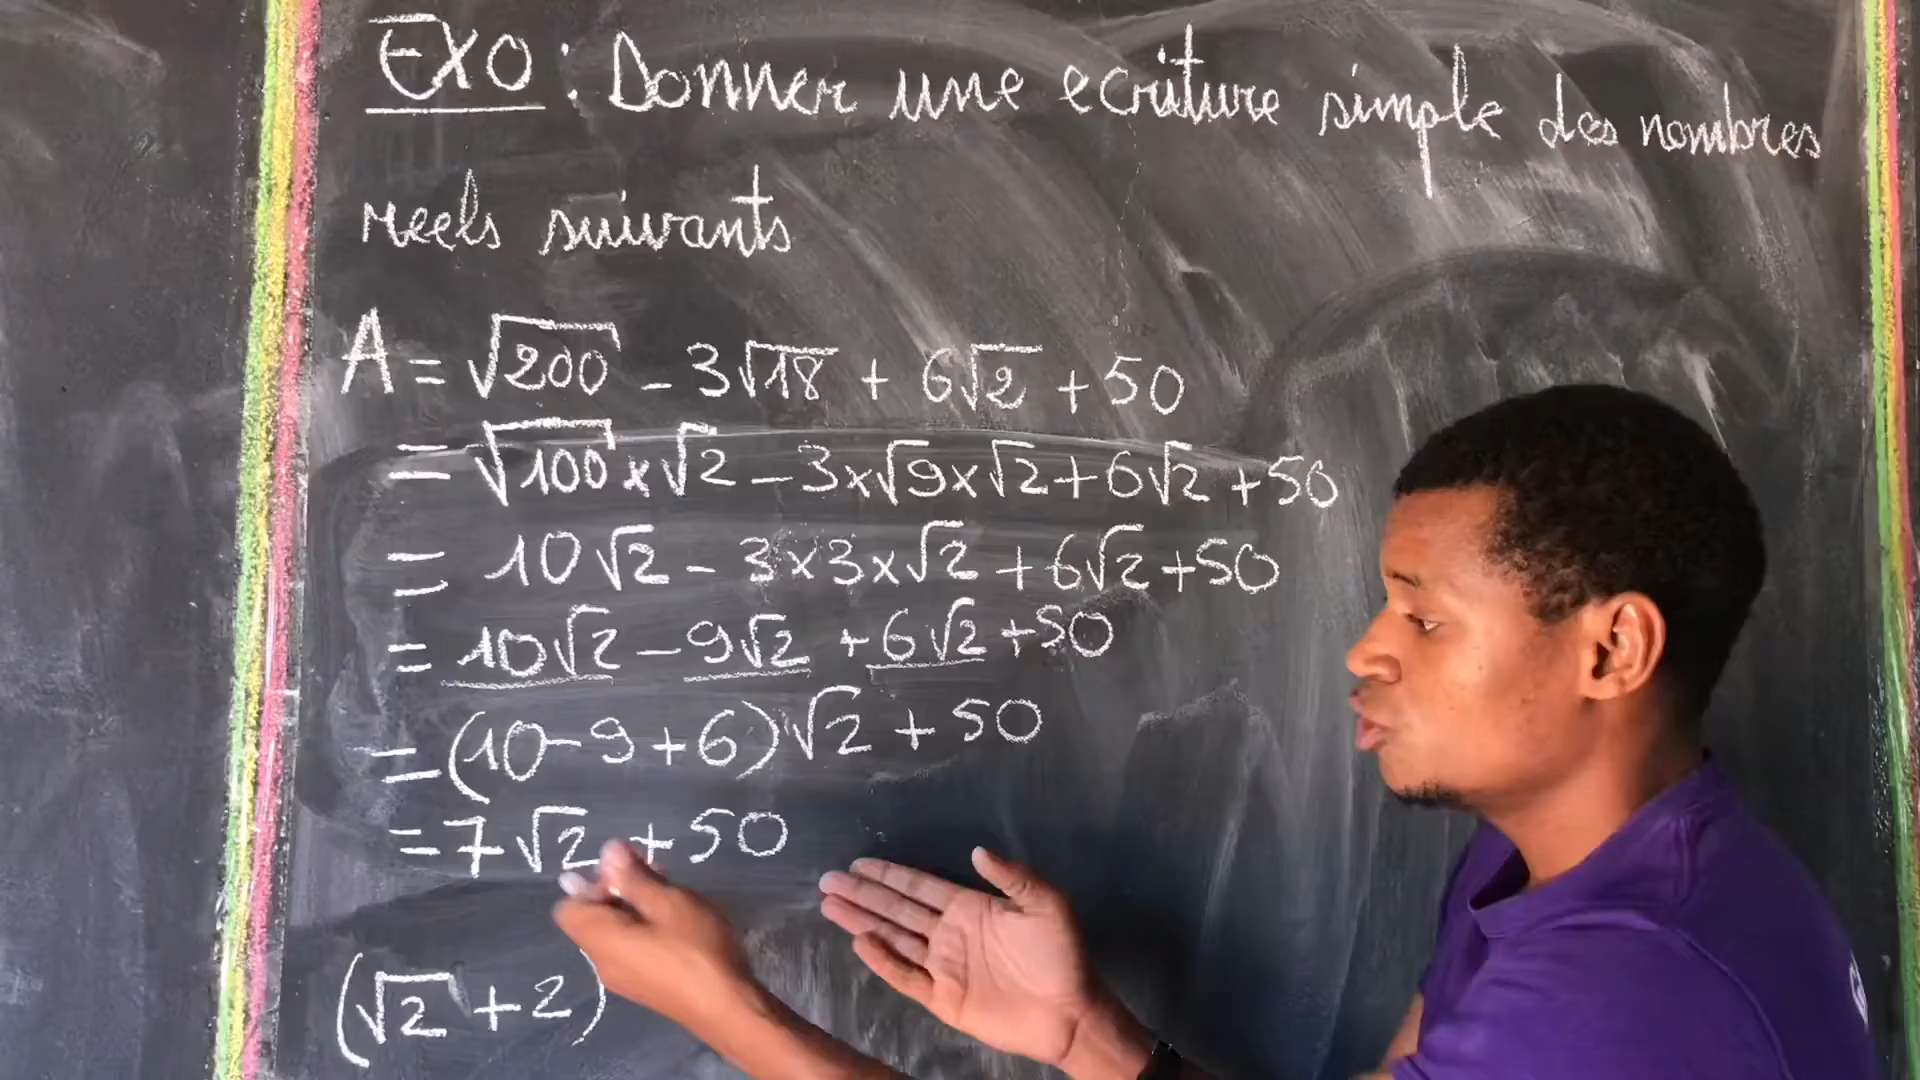 EXO : Donner une ecriture simple des nombres
reels suivants
A = √200 - 3√18 + 6√2 + 50
= √100 x √2 - 3x√9x√2 + 6√2 + 50
= 10√2 - 3x3x√2 + 6√2 + 50
= 10√2 - 9√2 + 6√2 + 50
= (10 - 9 + 6)√2 + 50
= 7√2 + 50
(√2 + 2)